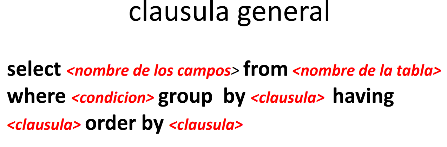 clausula general
select <nombre de los campos> from <nombre de la tabla>
where <condicion> group by <clausula> having
<clausula> order by <clausula>